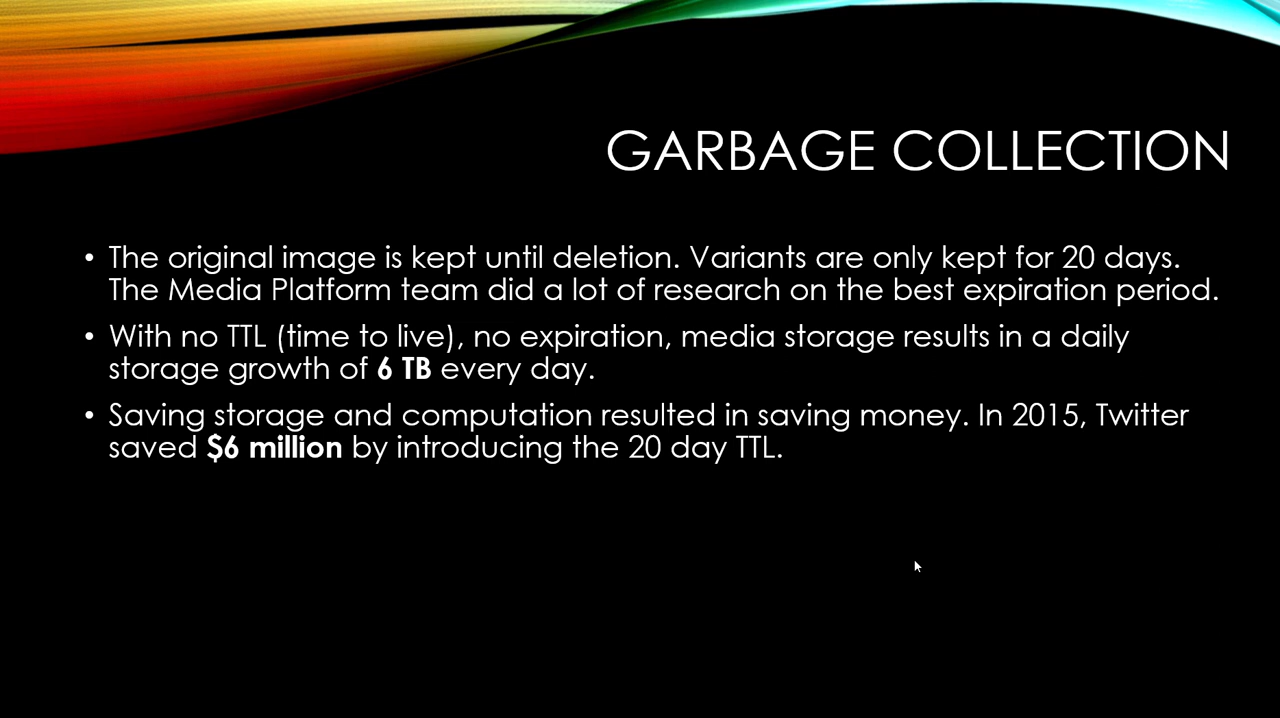 GARBAGE COLLECTION
• The original image is kept until deletion. Variants are only kept for 20 days.
The Media Platform team did a lot of research on the best expiration period.
• With no TTL (time to live), no expiration, media storage results in a daily
storage growth of 6 TB every day.
• Saving storage and computation resulted in saving money. In 2015, Twitter
saved $6 million by introducing the 20 day TTL.